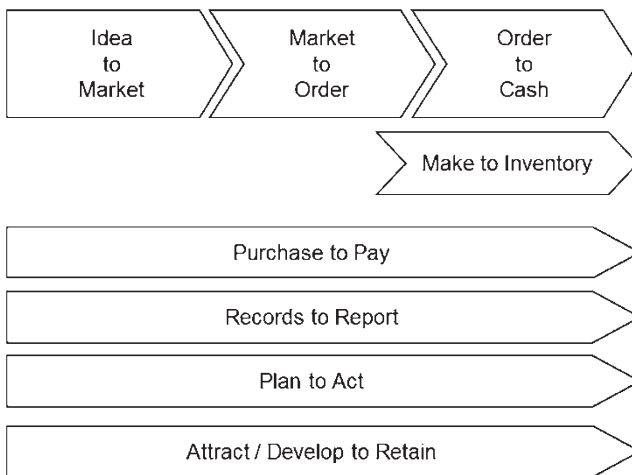 Idea
to
Market
Market
to
Order
Order
to
Cash
Make to Inventory
Purchase to Pay
Records to Report
Plan to Act
Attract / Develop to Retain